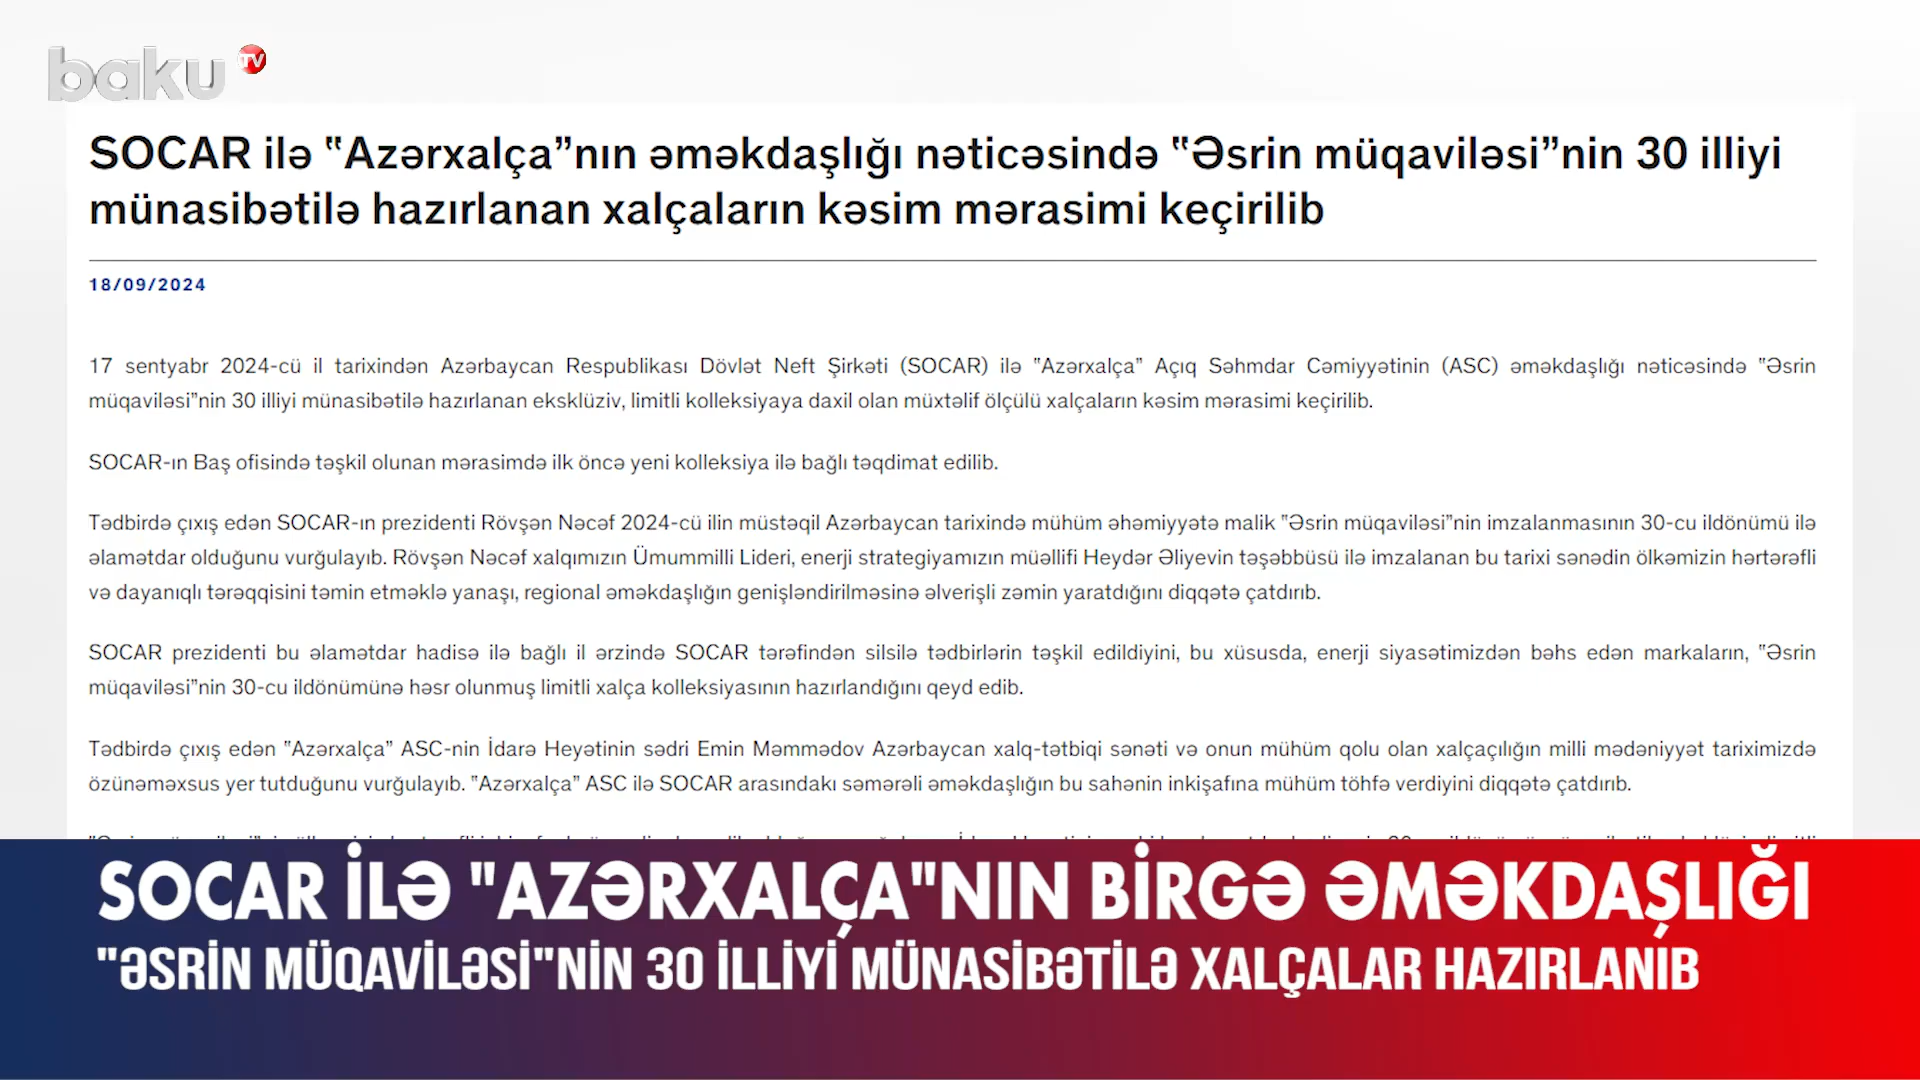 baku TV
SOCAR ilə "Azərxalça”nın əməkdaşlığı nəticəsində "Əsrin müqaviləsi”nin 30 illiyi
münasibətilə hazırlanan xalçaların kəsim mərasimi keçirilib
18/09/2024
17 sentyabr 2024-cü il tarixindən Azərbaycan Respublikası Dövlət Neft Şirkəti (SOCAR) ilə "Azərxalça” Açıq Səhmdar Cəmiyyətinin (ASC) əməkdaşlığı nəticəsində "Əsrin
müqaviləsi”nin 30 illiyi münasibətilə hazırlanan eksklüziv, limitli kolleksiyaya daxil olan müxtəlif ölçülü xalçaların kəsim mərasimi keçirilib.
SOCAR-ın Baş ofisində təşkil olunan mərasimdə ilk öncə yeni kolleksiya ilə bağlı təqdimat edilib.
Tədbirdə çıxış edən SOCAR-ın prezidenti Rövşən Nəcəf 2024-cü ilin müstəqil Azərbaycan tarixində mühüm əhəmiyyətə malik "Əsrin müqaviləsi”nin imzalanmasının 30-cu ildönümü ilə
əlamətdar olduğunu vurğulayıb. Rövşən Nəcəf xalqımızın Ümummilli Lideri, enerji strategiyamızın müəllifi Heydər Əliyevin təşəbbüsü ilə imzalanan bu tarixi sənədin ölkəmizin hərtərəfli
və dayanıqlı tərəqqisini təmin etməklə yanaşı, regional əməkdaşlığın genişləndirilməsinə əlverişli zəmin yaratdığını diqqətə çatdırıb.
SOCAR prezidenti bu əlamətdar hadisə ilə bağlı il ərzində SOCAR tərəfindən silsilə tədbirlərin təşkil edildiyini, bu xüsusda, enerji siyasətimizdən bəhs edən markaların, "Əsrin
müqaviləsi”nin 30-cu ildönümünə həsr olunmuş limitli xalça kolleksiyasının hazırlandığını qeyd edib.
Tədbirdə çıxış edən "Azərxalça” ASC-nin İdarə Heyətinin sədri Emin Məmmədov Azərbaycan xalq-tətbiqi sənəti və onun mühüm qolu olan xalçaçılığın milli mədəniyyət tariximizdə
özünəməxsus yer tutduğunu vurğulayıb. "Azərxalça” ASC ilə SOCAR arasındakı səmərəli əməkdaşlığın bu sahənin inkişafına mühüm töhfə verdiyini diqqətə çatdırıb.
SOCAR İLƏ "AZƏRXALÇA"NIN BİRGƏ ƏMƏKDAŞLIĞI
"ƏSRİN MÜQAVİLƏSİ"NİN 30 İLLİYİ MÜNASİBƏTİLƏ XALÇALAR HAZIRLANIB